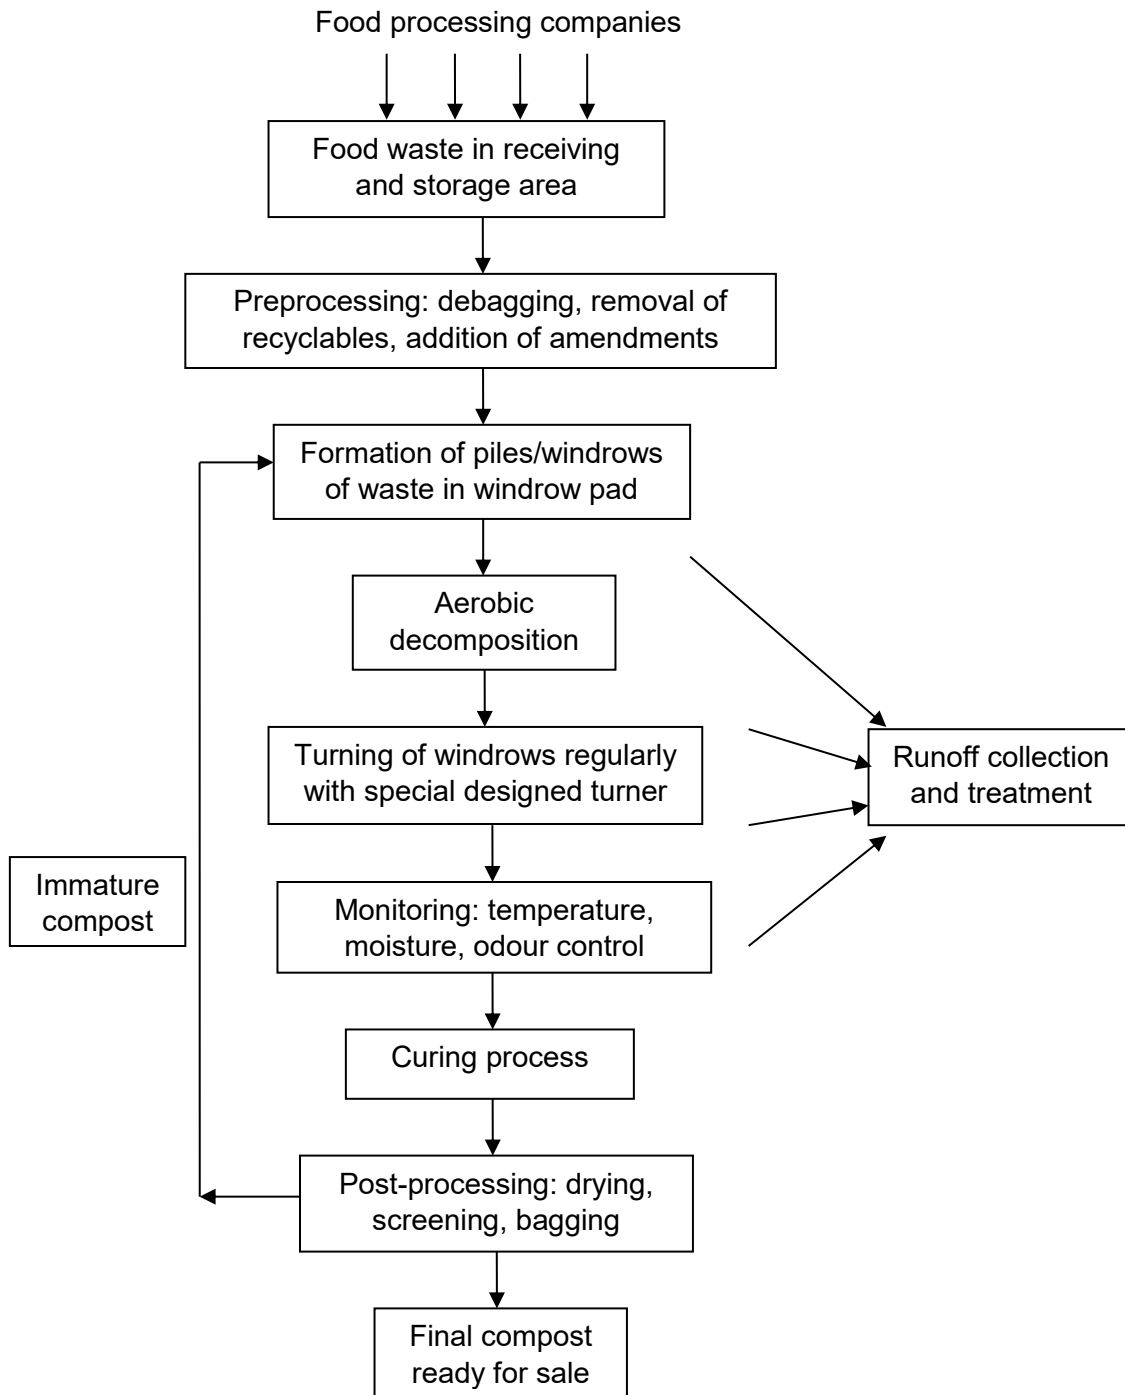 Food processing companies
Food waste in receiving
and storage area
Preprocessing: debagging, removal of
recyclables, addition of amendments
Formation of piles/windrows
of waste in windrow pad
Aerobic
decomposition
Turning of windrows regularly
with special designed turner
Runoff collection
and treatment
Immature
compost
Monitoring: temperature,
moisture, odour control
Curing process
Post-processing: drying,
screening, bagging
Final compost
ready for sale